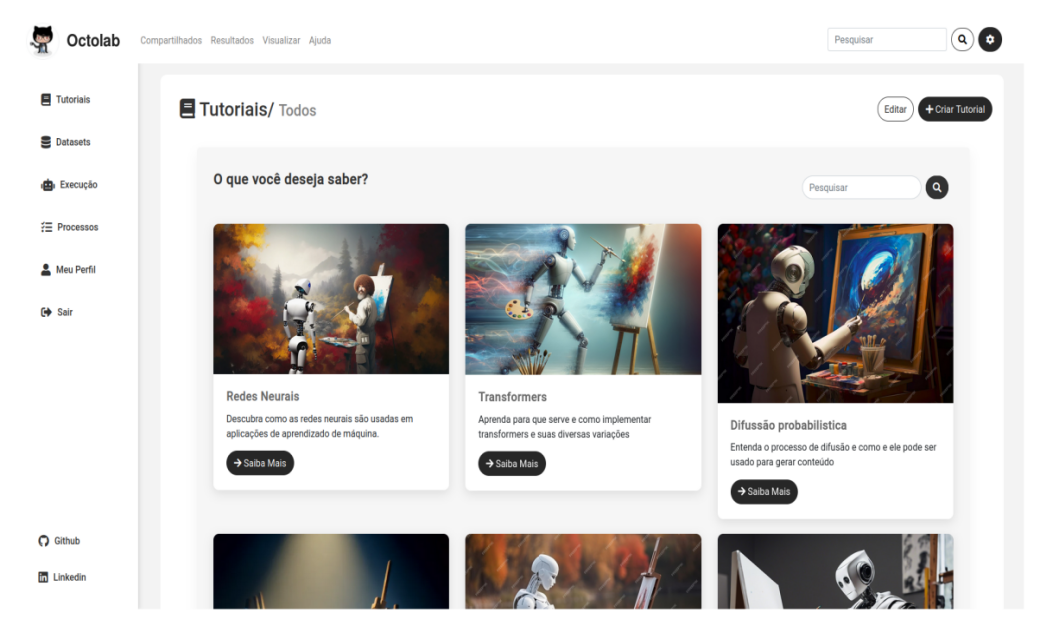 Octolab
Compartilhados Resultados Visualizar Ajuda
Pesquisar
Tutoriais
Datasets
Execução
Processos
Meu Perfil
Sair
Github
Linkedin
Tutoriais/ Todos
Editar
+ Criar Tutorial
O que você deseja saber?
Pesquisar
Redes Neurais
Descubra como as redes neurais são usadas em
aplicações de aprendizado de máquina.
Saiba Mais
Transformers
Aprenda para que serve e como implementar
transformers e suas diversas variações
Saiba Mais
Difussão probabilistica
Entenda o processo de difusão e como e ele pode ser
usado para gerar conteúdo
Saiba Mais